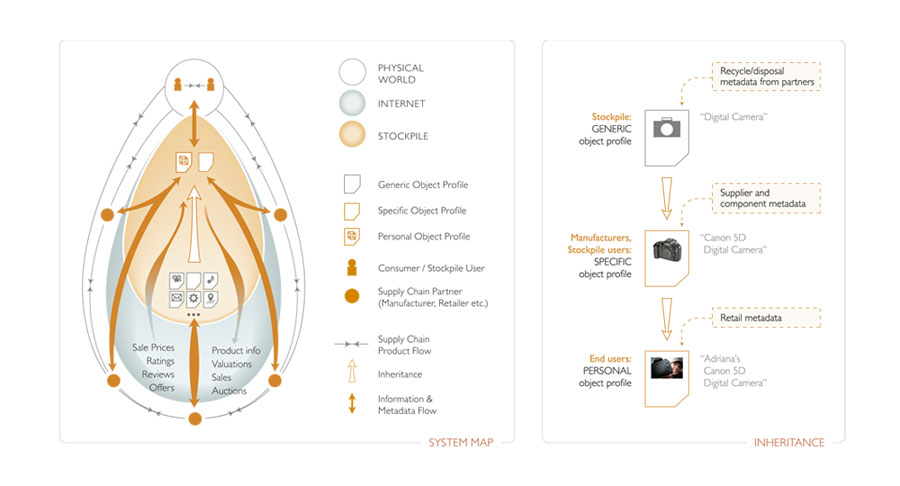 PHYSICAL
WORLD
INTERNET
STOCKPILE
Generic Object Profile
Specific Object Profile
Personal Object Profile
Consumer / Stockpile User
Supply Chain Partner
(Manufacturer, Retailer etc.)
Supply Chain
Product Flow
Inheritance
Information &
Metadata Flow
Sale Prices
Ratings
Reviews
Offers
Product info
Valuations
Sales
Auctions
SYSTEM MAP
Recycle/disposal
metadata from partners
Stockpile:
GENERIC
object profile
"Digital Camera"
Supplier and
component metadata
Manufacturers,
Stockpile users:
SPECIFIC
object profile
"Canon 5D
Digital Camera"
Retail metadata
End users:
PERSONAL
object profile
"Adriana's
Canon 5D
Digital Camera"
INHERITANCE